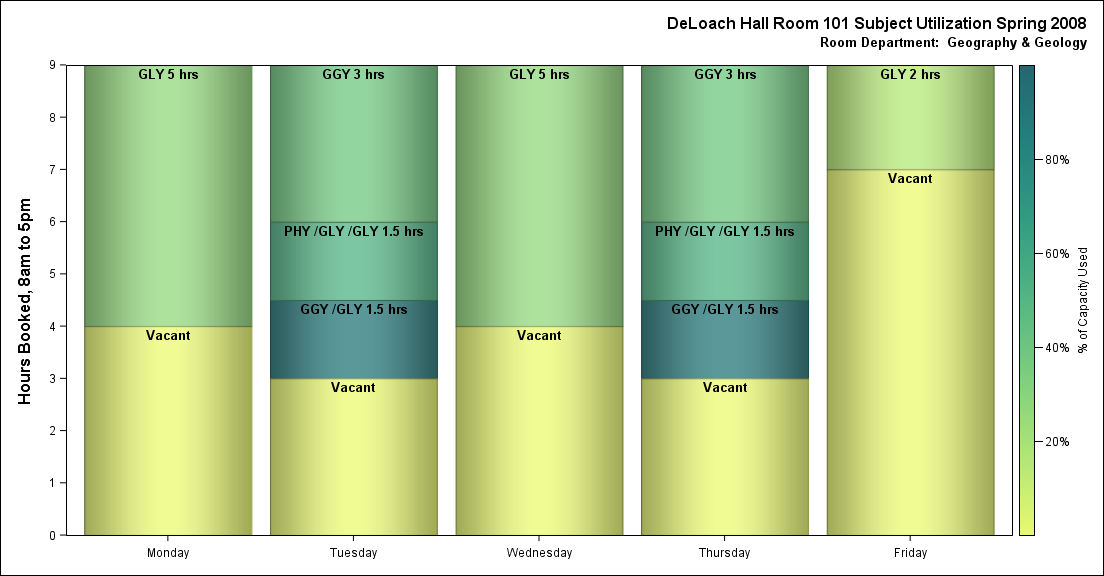 DeLoach Hall Room 101 Subject Utilization Spring 2008
Room Department:  Geography & Geology
Hours Booked, 8am to 5pm
9
8
7
6
5
4
3
2
1
0
GLY 5 hrs
Vacant
GGY 3 hrs
PHY /GLY /GLY 1.5 hrs
GGY /GLY 1.5 hrs
Vacant
GLY 5 hrs
Vacant
GGY 3 hrs
PHY /GLY /GLY 1.5 hrs
GGY /GLY 1.5 hrs
Vacant
GLY 2 hrs
Vacant
Monday
Tuesday
Wednesday
Thursday
Friday
80%
60%
40%
20%
% of Capacity Used